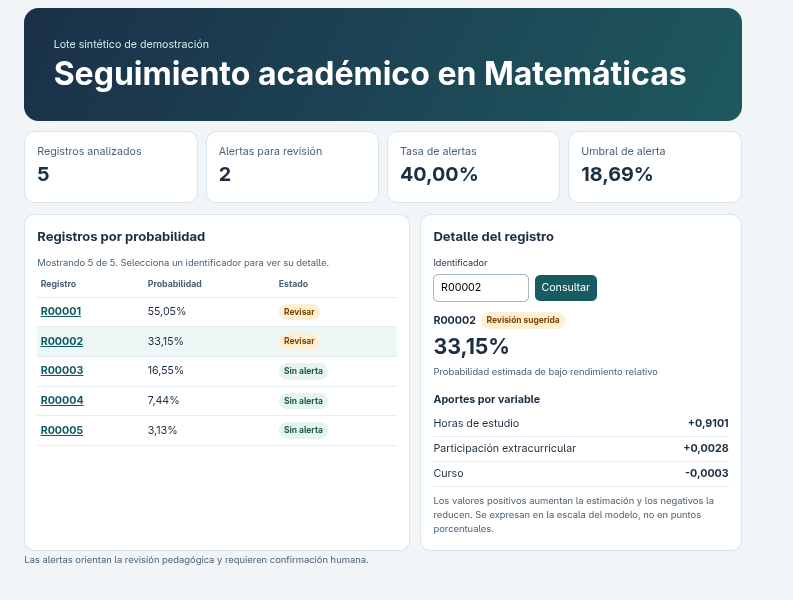 Lote sintético de demostración
Seguimiento académico en Matemáticas
Registros analizados
5
Alertas para revisión
2
Tasa de alertas
40,00%
Umbral de alerta
18,69%
Registros por probabilidad
Mostrando 5 de 5. Selecciona un identificador para ver su detalle.
Registro Probabilidad Estado
R00001 55,05% Revisar
R00002 33,15% Revisar
R00003 16,55% Sin alerta
R00004 7,44% Sin alerta
R00005 3,13% Sin alerta
Detalle del registro
Identificador
R00002 Consultar
R00002 Revisión sugerida
33,15%
Probabilidad estimada de bajo rendimiento relativo
Aportes por variable
Horas de estudio +0,9101
Participación extracurricular +0,0028
Curso -0,0003
Los valores positivos aumentan la estimación y los negativos la
reducen. Se expresan en la escala del modelo, no en puntos
porcentuales.
Las alertas orientan la revisión pedagógica y requieren confirmación humana.